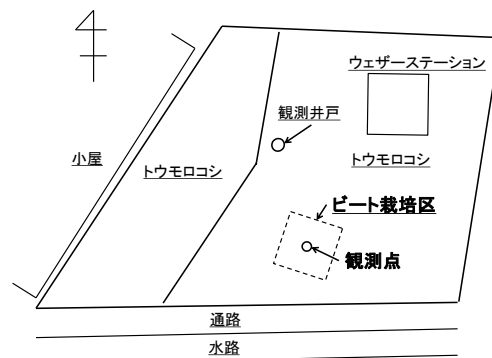 ウェザーステーション
観測井戸
小屋
トウモロコシ
トウモロコシ
ビート栽培区
観測点
通路
水路